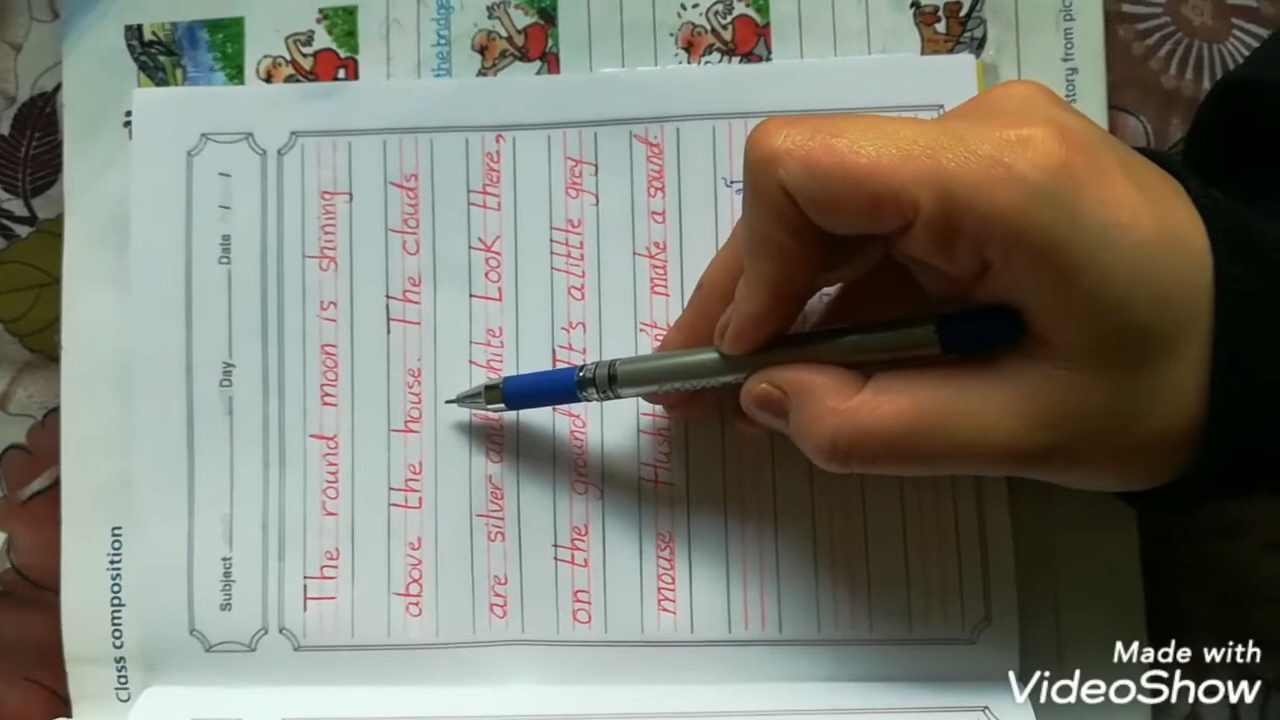 the bridge
story from pic
Class composition
Subject Day Date / /
The round moon is shining
above the house. The clouds
are silver and white Look there,
on the ground It's a little grey
mouse Hush make a sound.
Made with
VideoShow